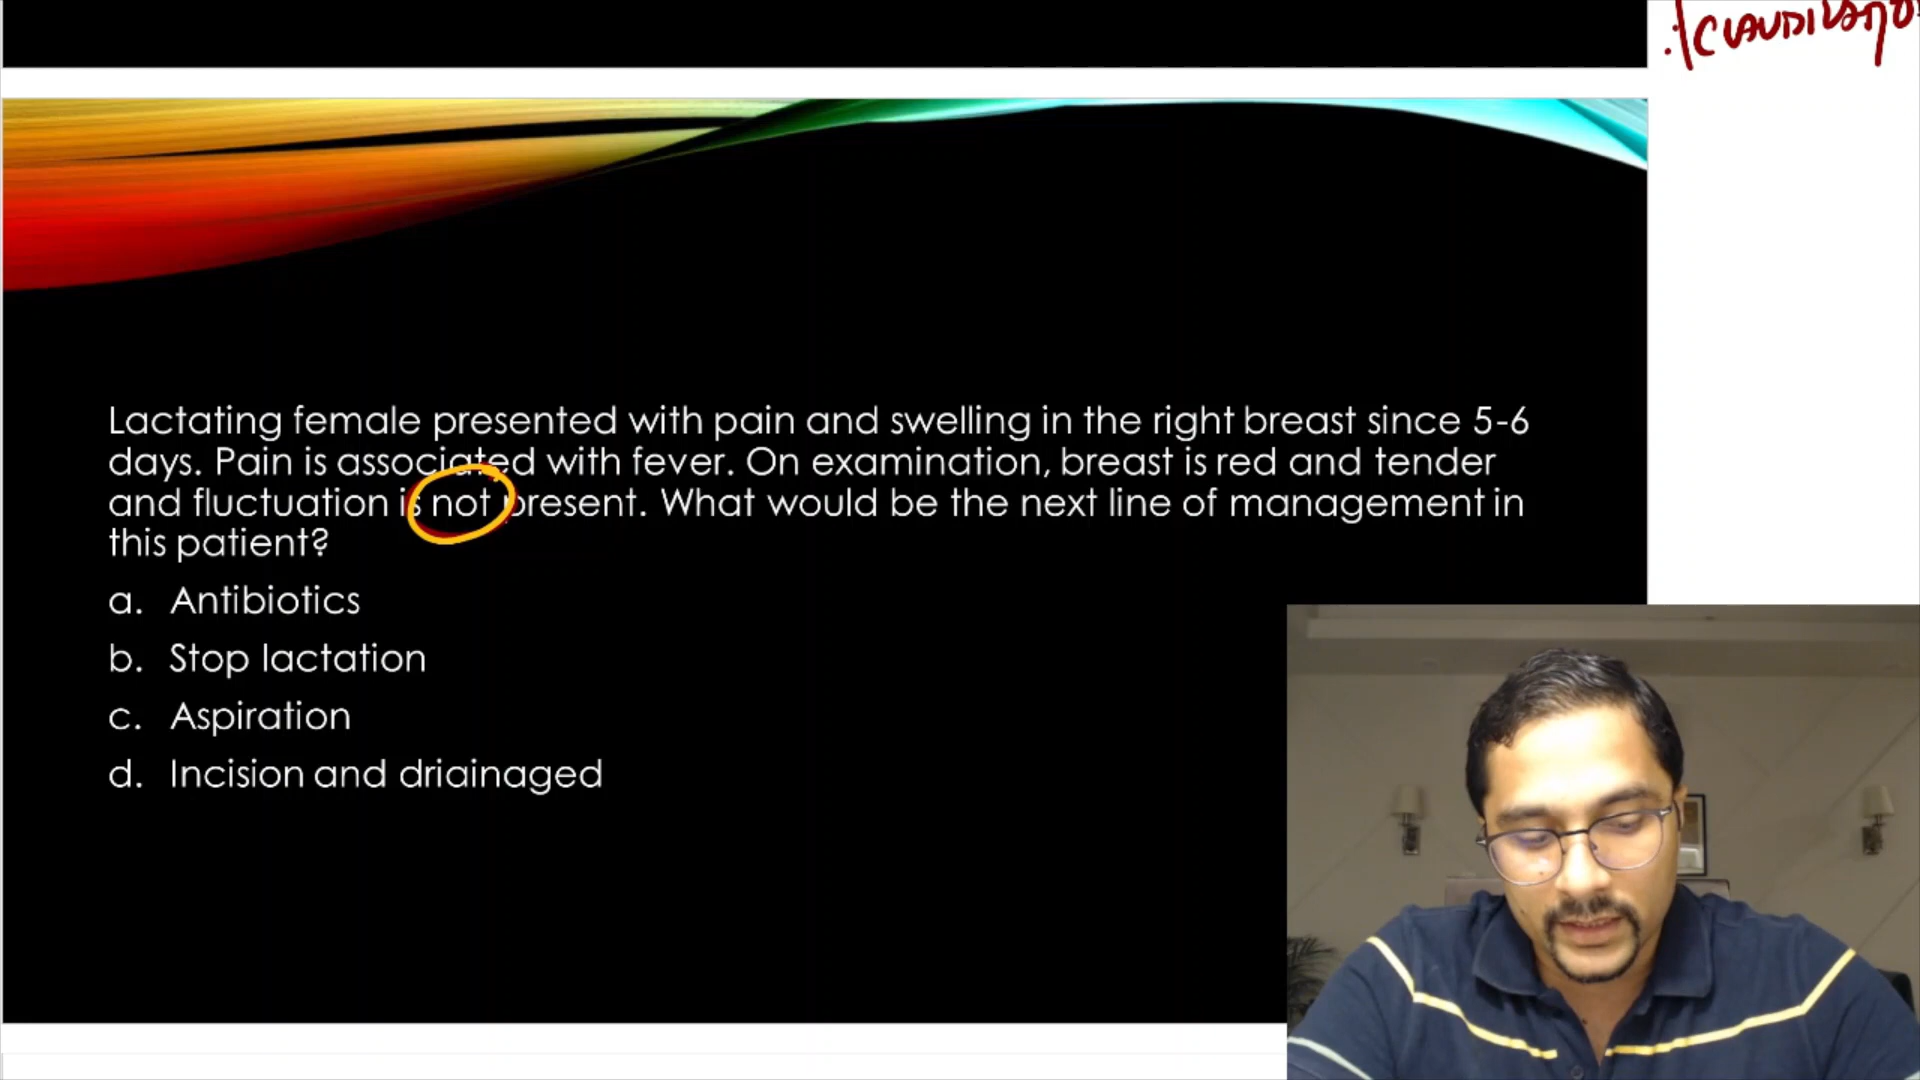 CLAUDICATION
Lactating female presented with pain and swelling in the right breast since 5-6
days. Pain is associated with fever. On examination, breast is red and tender
and fluctuation is not present. What would be the next line of management in
this patient?
a. Antibiotics
b. Stop lactation
c. Aspiration
d. Incision and driainaged